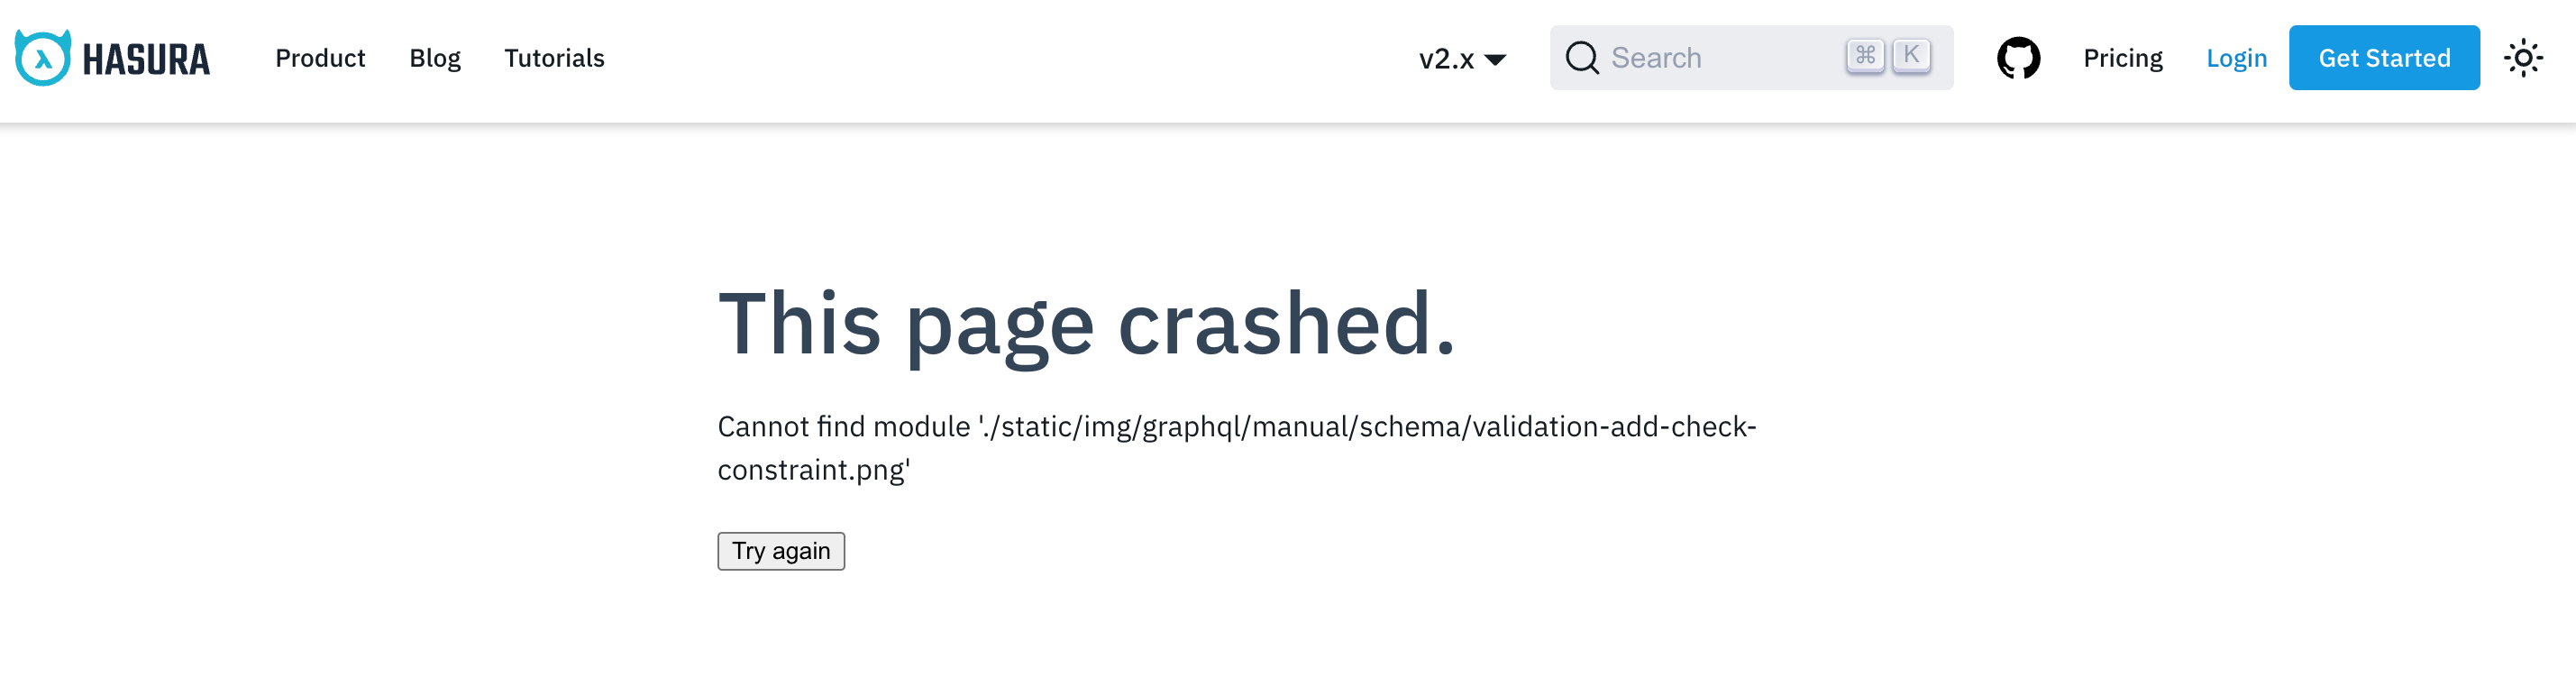 HASURA Product Blog Tutorials v2.x Search ⌘ K Pricing Login Get Started
This page crashed.
Cannot find module './static/img/graphql/manual/schema/validation-add-check-
constraint.png'
Try again